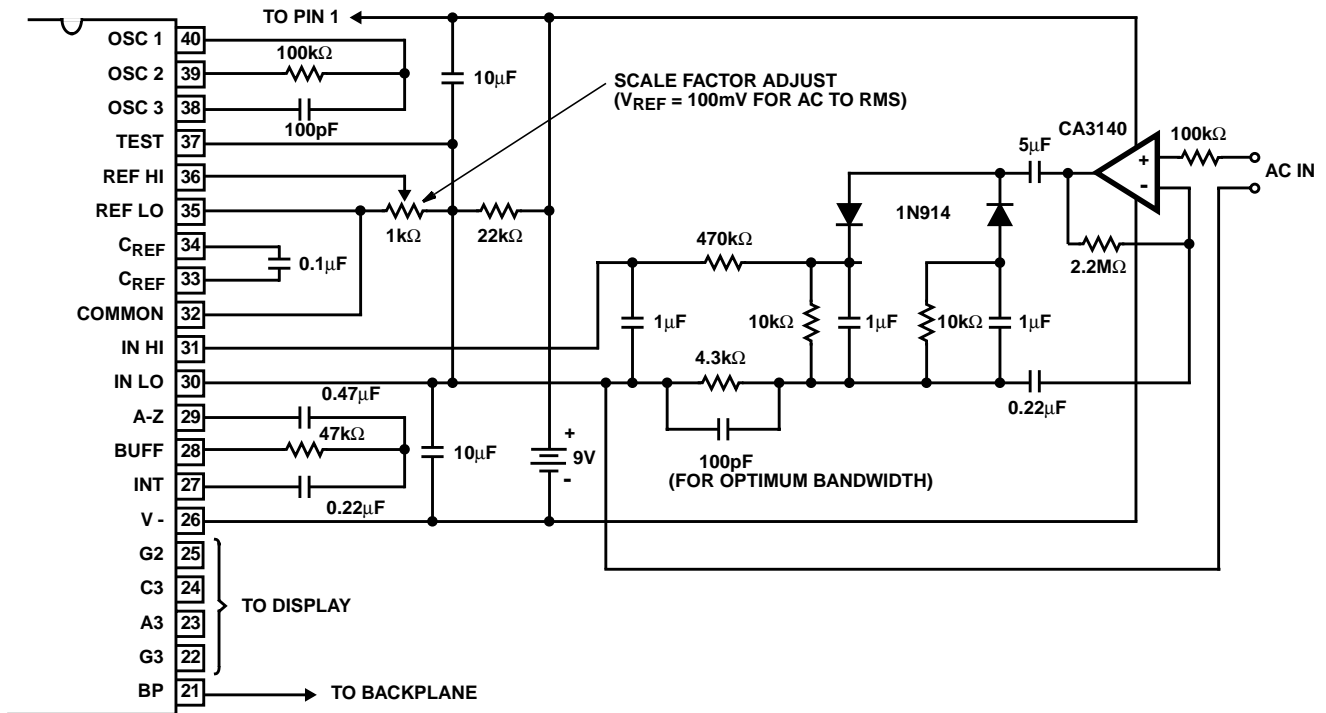 TO PIN 1
OSC 1 40
100kΩ
OSC 2 39
OSC 3 38
100pF
TEST 37
REF HI 36
REF LO 35
1kΩ
22kΩ
10µF
SCALE FACTOR ADJUST
(VREF = 100mV FOR AC TO RMS)
CREF 34
0.1µF
CREF 33
COMMON 32
IN HI 31
IN LO 30
0.47µF
A-Z 29
47kΩ
BUFF 28
INT 27
0.22µF
V - 26
G2 25
C3 24
A3 23
G3 22
TO DISPLAY
BP 21
TO BACKPLANE
10µF
+
9V
-
470kΩ
1µF
10kΩ
1µF
4.3kΩ
100pF
(FOR OPTIMUM BANDWIDTH)
1N914
10kΩ
1µF
0.22µF
5µF
CA3140
+
-
100kΩ
AC IN
2.2MΩ